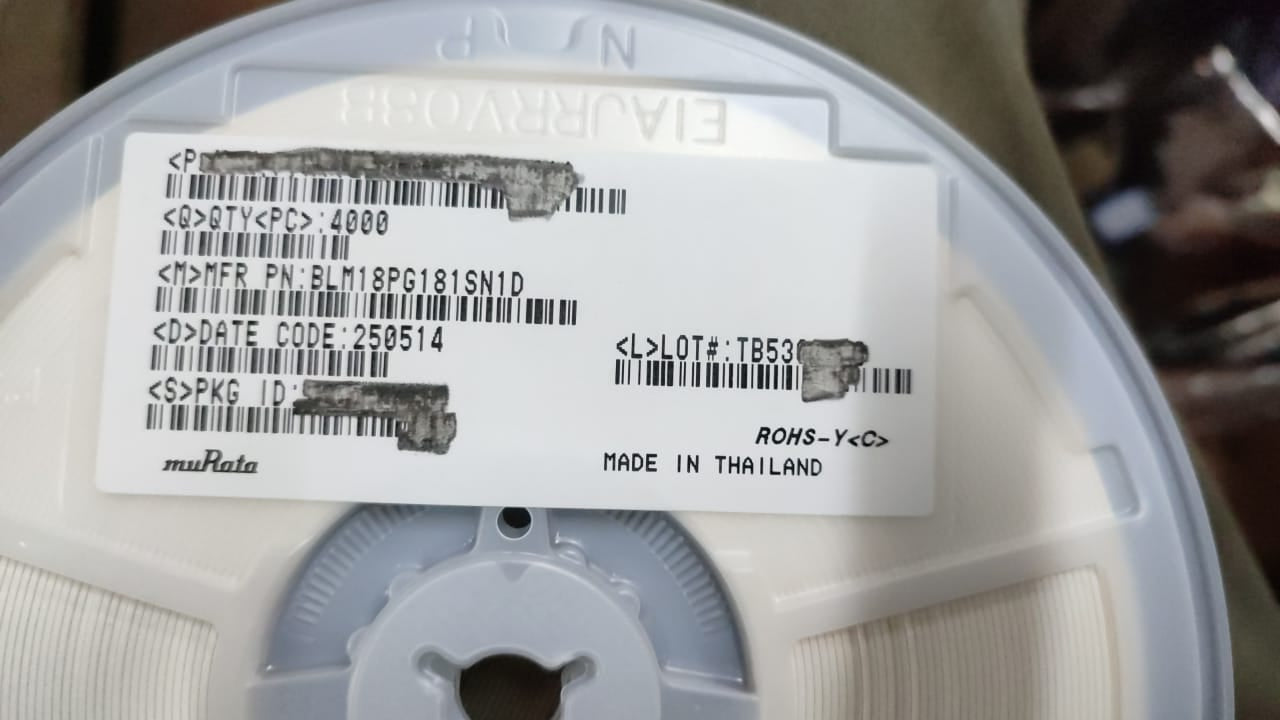 N P
EIAJRRV08B
<P
<Q>QTY<PC>:4000
<M>MFR PN:BLM18PG181SN1D
<D>DATE CODE:250514
<L>LOT#:TB53
<S>PKG ID:
ROHS-Y<C>
muRata
MADE IN THAILAND